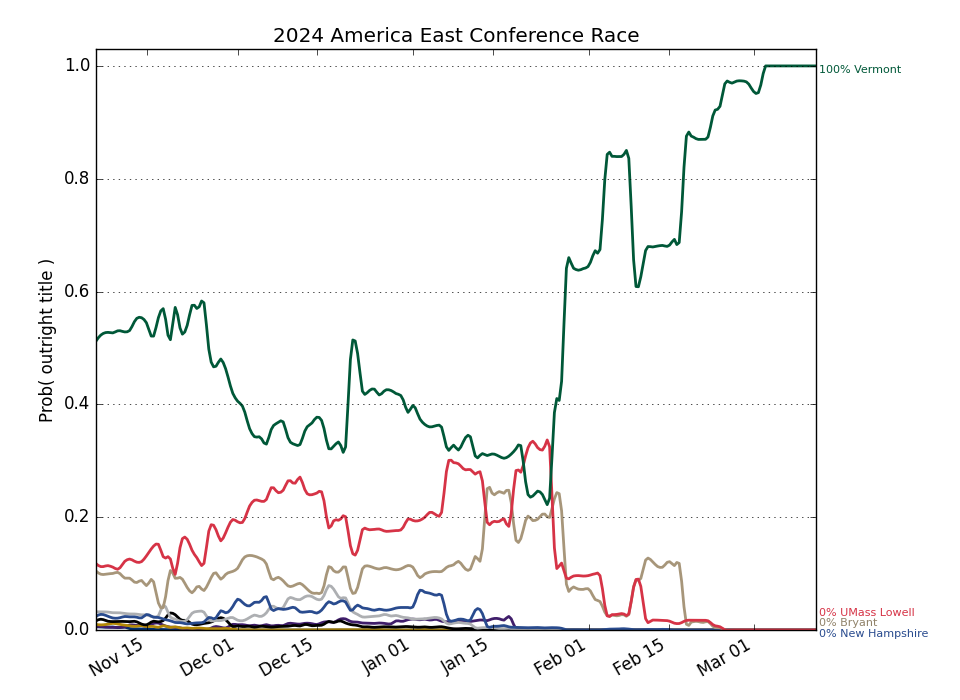 2024 America East Conference Race
1.0
0.8
0.6
0.4
0.2
0.0
Prob( outright title )
Nov 15
Dec 01
Dec 15
Jan 01
Jan 15
Feb 01
Feb 15
Mar 01
100% Vermont
0% UMass Lowell
0% Bryant
0% New Hampshire